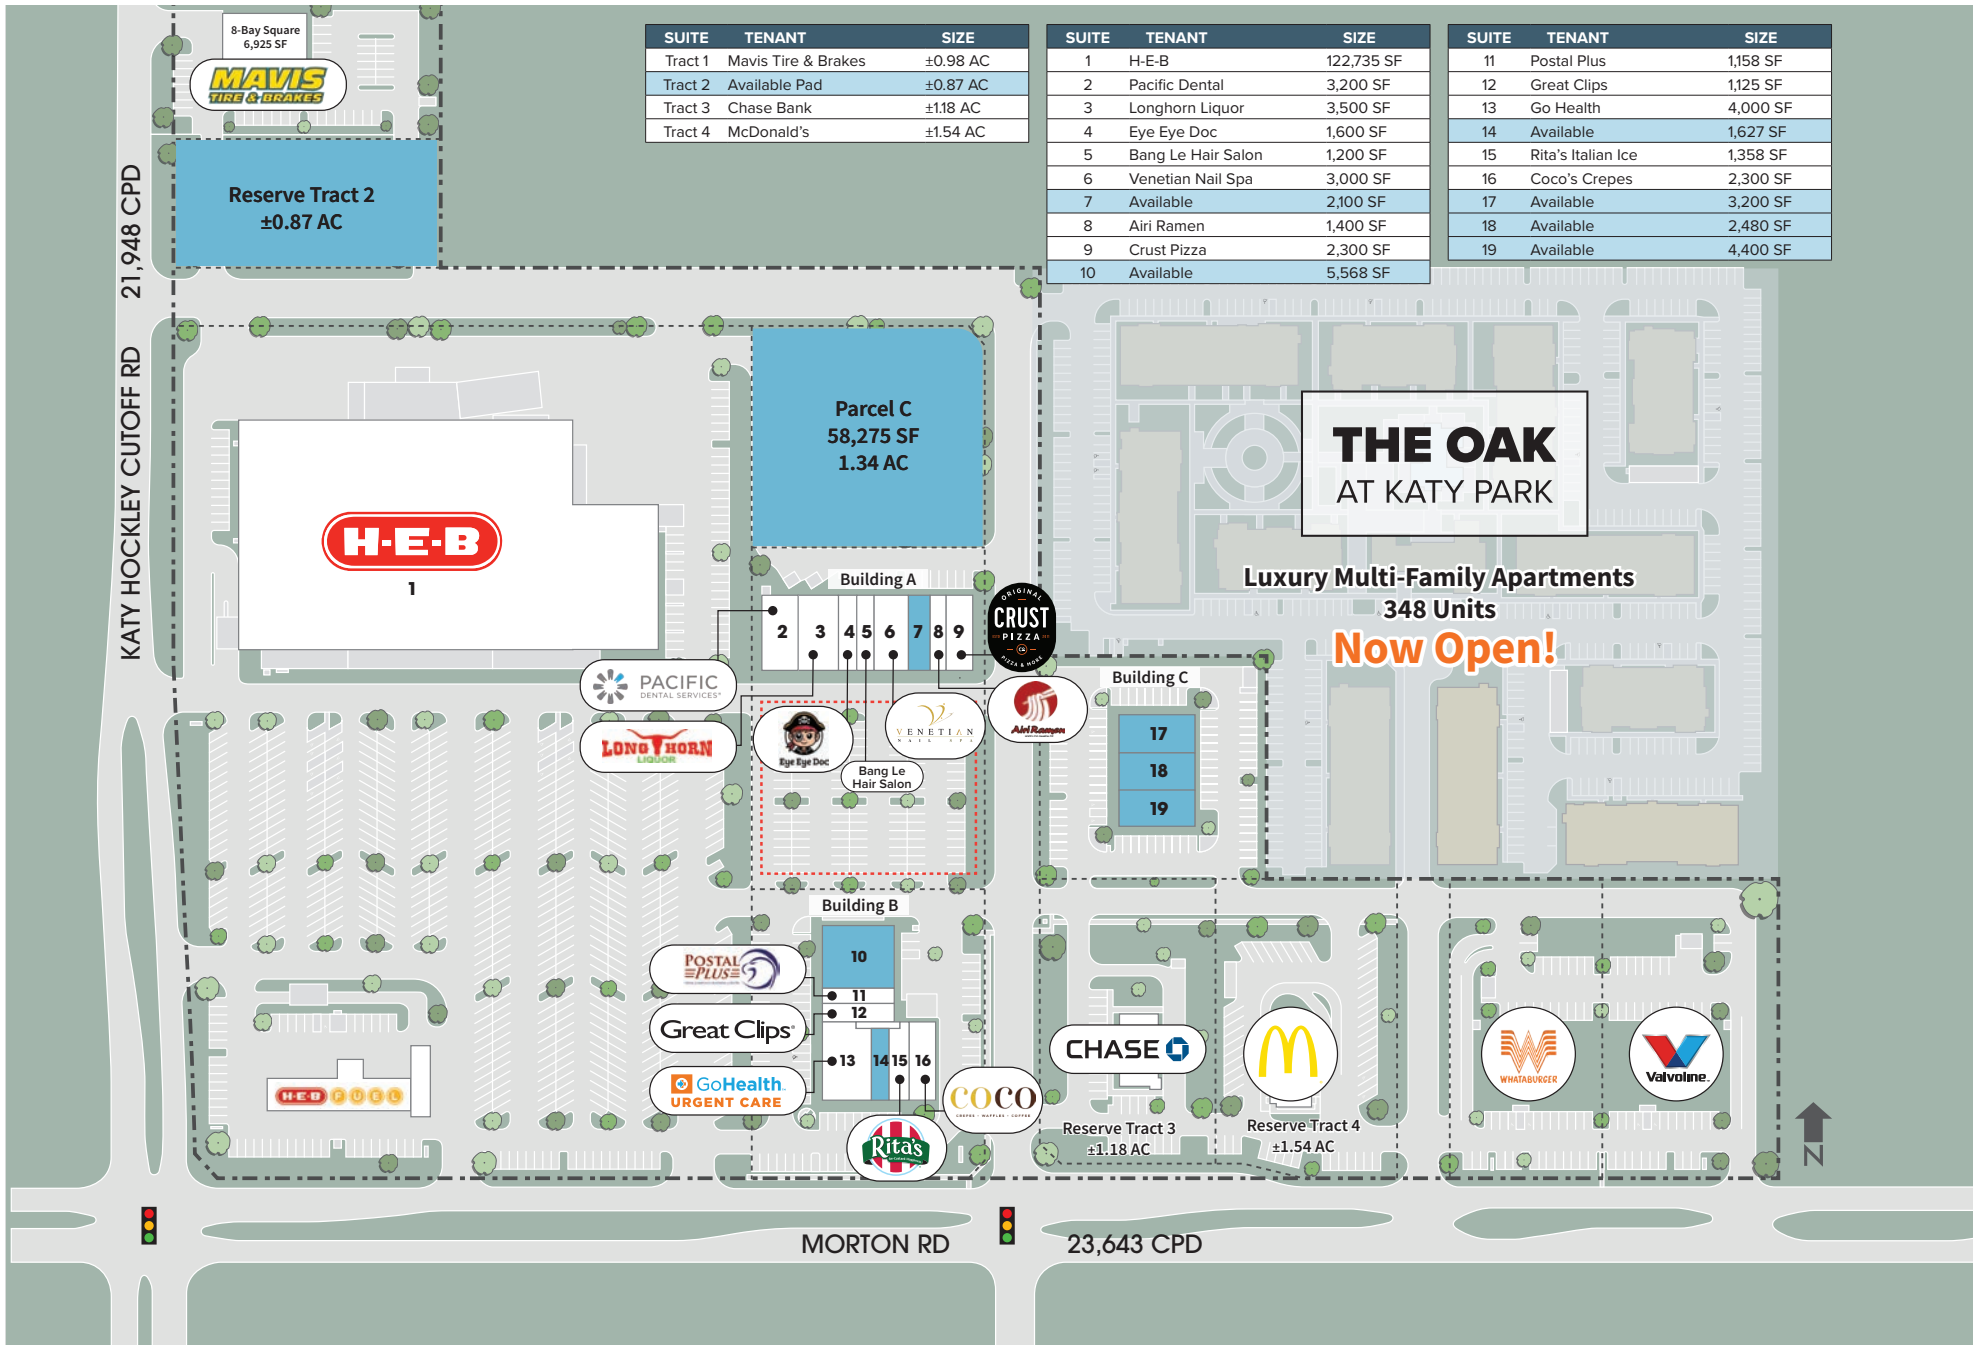 8-Bay Square
6,925 SF
MAVIS
TIRE & BRAKES
SUITE TENANT SIZE
Tract 1 Mavis Tire & Brakes ±0.98 AC
Tract 2 Available Pad ±0.87 AC
Tract 3 Chase Bank ±1.18 AC
Tract 4 McDonald's ±1.54 AC
SUITE TENANT SIZE
1 H-E-B 122,735 SF
2 Pacific Dental 3,200 SF
3 Longhorn Liquor 3,500 SF
4 Eye Eye Doc 1,600 SF
5 Bang Le Hair Salon 1,200 SF
6 Venetian Nail Spa 3,000 SF
7 Available 2,100 SF
8 Airi Ramen 1,400 SF
9 Crust Pizza 2,300 SF
10 Available 5,568 SF
SUITE TENANT SIZE
11 Postal Plus 1,158 SF
12 Great Clips 1,125 SF
13 Go Health 4,000 SF
14 Available 1,627 SF
15 Rita's Italian Ice 1,358 SF
16 Coco's Crepes 2,300 SF
17 Available 3,200 SF
18 Available 2,480 SF
19 Available 4,400 SF
Reserve Tract 2
±0.87 AC
KATY HOCKLEY CUTOFF RD 21,948 CPD
Parcel C
58,275 SF
1.34 AC
THE OAK
AT KATY PARK
Luxury Multi-Family Apartments
348 Units
Now Open!
H-E-B
1
Building A
2 3 4 5 6 7 8 9
ORIGINAL
CRUST
PIZZA
PIZZA & MORE
PACIFIC
DENTAL SERVICES
LONGHORN
LIQUOR
Eye Eye Doc
Bang Le
Hair Salon
VENETIAN
NAIL SPA
Airi Ramen
Building C
17
18
19
Building B
10
11
12
13 14 15 16
POSTAL
PLUS
Great Clips
GoHealth
URGENT CARE
Rita's
COCO
CREPES · WAFFLES · COFFEE
H-E-B FUEL
CHASE
Reserve Tract 3
±1.18 AC
Reserve Tract 4
±1.54 AC
WHATABURGER
Valvoline
N
MORTON RD 23,643 CPD